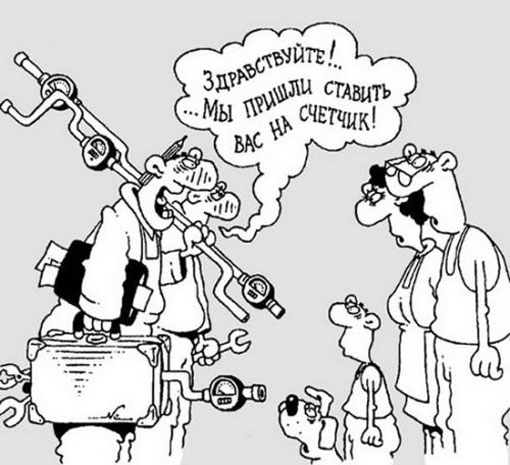 ЗДРАВСТВУЙТЕ!..
...МЫ ПРИШЛИ СТАВИТЬ
ВАС НА СЧЕТЧИК!